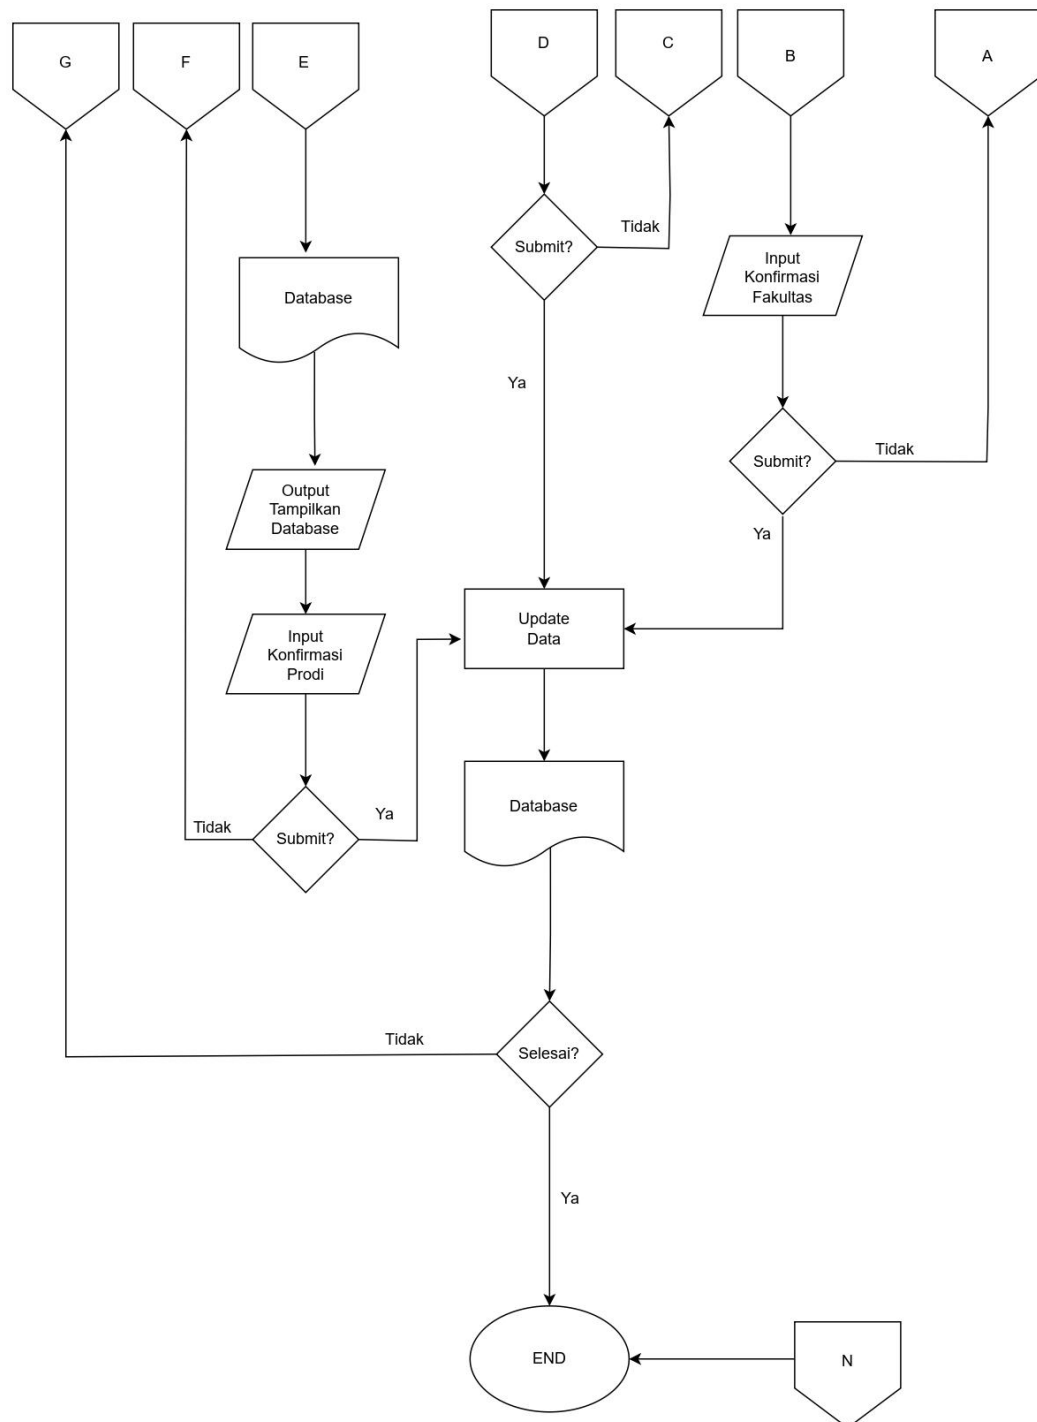 G
F
E
D
C
B
A
Submit?
Tidak
Input
Konfirmasi
Fakultas
Database
Ya
Submit?
Tidak
Ya
Output
Tampilkan
Database
Input
Konfirmasi
Prodi
Update
Data
Tidak
Submit?
Ya
Database
Tidak
Selesai?
Ya
END
N